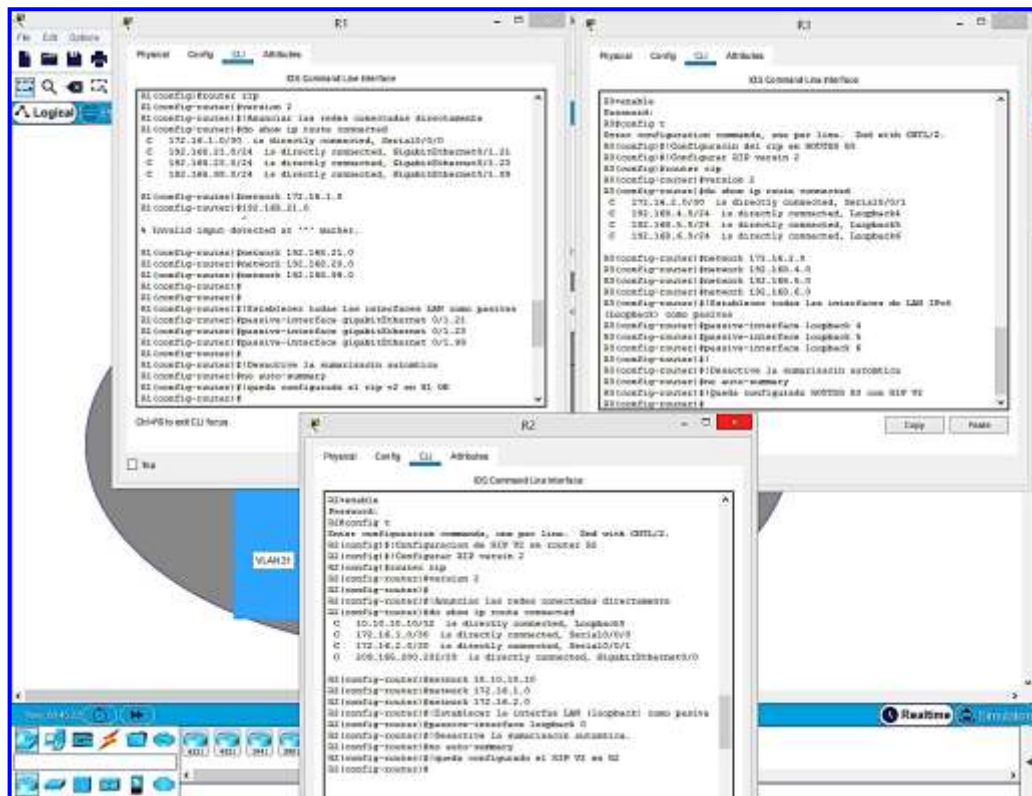 R1
R3
File Edit Options
Physical Config CLI Attributes
IOS Command Line Interface
R1(config)#router rip
R1(config-router)#version 2
R1(config-router)#!Anunciar las redes conectadas directamente
R1(config-router)#do show ip route connected
C 172.16.1.0/30 is directly connected, Serial0/0/0
C 192.168.21.0/24 is directly connected, GigabitEthernet0/1.21
C 192.168.23.0/24 is directly connected, GigabitEthernet0/1.23
C 192.168.99.0/24 is directly connected, GigabitEthernet0/1.99
R1(config-router)#network 172.16.1.0
R1(config-router)#192.168.21.0
^
% Invalid input detected at '^' marker.
R1(config-router)#network 192.168.21.0
R1(config-router)#network 192.168.23.0
R1(config-router)#network 192.168.99.0
R1(config-router)#
R1(config-router)#
R1(config-router)#!Establecer todas las interfaces LAN como pasivas
R1(config-router)#passive-interface gigabitEthernet 0/1.21
R1(config-router)#passive-interface gigabitEthernet 0/1.23
R1(config-router)#passive-interface gigabitEthernet 0/1.99
R1(config-router)#
R1(config-router)#!Desactive la sumarización automática
R1(config-router)#no auto-summary
R1(config-router)#!queda configurado el rip v2 en R1 OK
R1(config-router)#
Ctrl+F6 to exit CLI focus
Top
Physical Config CLI Attributes
IOS Command Line Interface
R3>enable
Password:
R3#config t
Enter configuration commands, one per line. End with CNTL/Z.
R3(config)#!Configuracin del rip en ROUTER R3
R3(config)#!Configurar RIP versin 2
R3(config)#router rip
R3(config-router)#version 2
R3(config-router)#do show ip route connected
C 172.16.2.0/30 is directly connected, Serial0/0/1
C 192.168.4.0/24 is directly connected, Loopback4
C 192.168.5.0/24 is directly connected, Loopback5
C 192.168.6.0/24 is directly connected, Loopback6
R3(config-router)#network 172.16.2.0
R3(config-router)#network 192.168.4.0
R3(config-router)#network 192.168.5.0
R3(config-router)#network 192.168.6.0
R3(config-router)#!Establecer todas las interfaces de LAN IPv4
(Loopback) como pasivas
R3(config-router)#passive-interface loopback 4
R3(config-router)#passive-interface loopback 5
R3(config-router)#passive-interface loopback 6
R3(config-router)#!
R3(config-router)#!Desactive la sumarizacin automtica
R3(config-router)#no auto-summary
R3(config-router)#!Queda configurado ROUTER R3 con RIP V2
R3(config-router)#
Copy Paste
Logical
VLAN 21
R2
Physical Config CLI Attributes
IOS Command Line Interface
R2>enable
Password:
R2#config t
Enter configuration commands, one per line. End with CNTL/Z.
R2(config)#!Configuracion de RIP V2 en router R2
R2(config)#!Configurar RIP versin 2
R2(config)#router rip
R2(config-router)#version 2
R2(config-router)#
R2(config-router)#!Anunciar las redes conectadas directamente
R2(config-router)#do show ip route connected
C 10.10.10.10/32 is directly connected, Loopback0
C 172.16.1.0/30 is directly connected, Serial0/0/0
C 172.16.2.0/30 is directly connected, Serial0/0/1
C 209.165.200.232/29 is directly connected, GigabitEthernet0/0
R2(config-router)#network 10.10.10.10
R2(config-router)#network 172.16.1.0
R2(config-router)#network 172.16.2.0
R2(config-router)#!Establecer la interfaz LAN (loopback) como pasiva
R2(config-router)#passive-interface loopback 0
R2(config-router)#!Desactive la sumarizacin automtica.
R2(config-router)#no auto-summary
R2(config-router)#!queda configurado el RIP V2 en R2
R2(config-router)#
Realtime